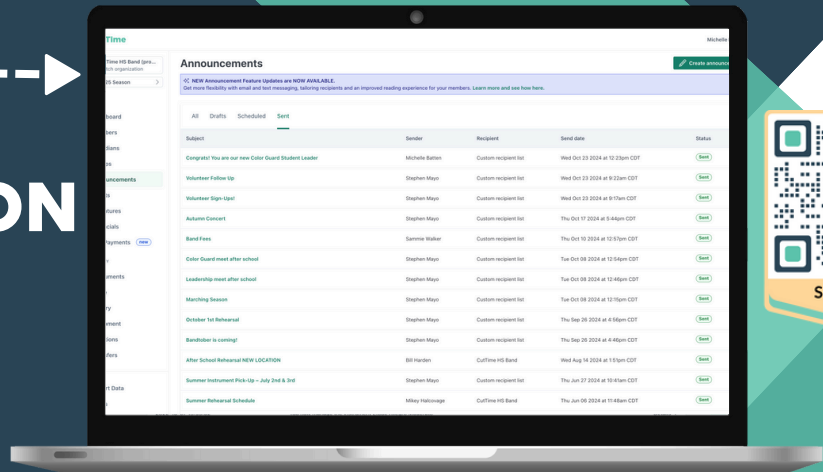 Time
Michelle
Time HS Band (pro...
Announcements
Create announce
25 Season
NEW Announcement Feature Updates are NOW AVAILABLE.
Get more flexibility with email and text messaging, tailoring recipients and an improved reading experience for your members. Learn more and see how here.
All Drafts Scheduled Sent
Subject Sender Recipient Send date Status
Congrats! You are our new Color Guard Student Leader Michelle Batten Custom recipient list Wed Oct 23 2024 at 12:23pm CDT Sent
Volunteer Follow Up Stephen Mayo Custom recipient list Wed Oct 23 2024 at 9:22am CDT Sent
Volunteer Sign-Ups! Stephen Mayo Custom recipient list Wed Oct 23 2024 at 9:17am CDT Sent
Autumn Concert Stephen Mayo Custom recipient list Thu Oct 17 2024 at 5:44pm CDT Sent
Band Fees Sammie Walker Custom recipient list Thu Oct 10 2024 at 12:57pm CDT Sent
Color Guard meet after school Stephen Mayo Custom recipient list Tue Oct 08 2024 at 12:54pm CDT Sent
Leadership meet after school Stephen Mayo Custom recipient list Tue Oct 08 2024 at 12:46pm CDT Sent
Marching Season Stephen Mayo Custom recipient list Tue Oct 08 2024 at 12:15pm CDT Sent
October 1st Rehearsal Stephen Mayo Custom recipient list Thu Sep 26 2024 at 4:56pm CDT Sent
Bandtober is coming! Stephen Mayo Custom recipient list Thu Sep 26 2024 at 4:46pm CDT Sent
After School Rehearsal NEW LOCATION Bill Harden CutTime HS Band Wed Aug 14 2024 at 1:51pm CDT Sent
Summer Instrument Pick-Up - July 2nd & 3rd Stephen Mayo Custom recipient list Thu Jun 27 2024 at 10:41am CDT Sent
Summer Rehearsal Schedule Mikey Halcovage CutTime HS Band Thu Jun 06 2024 at 11:48am CDT Sent
board
bers
dians
uncements
tures
cials
Payments new
uments
ry
ement
tions
sfers
rt Data
ON
S